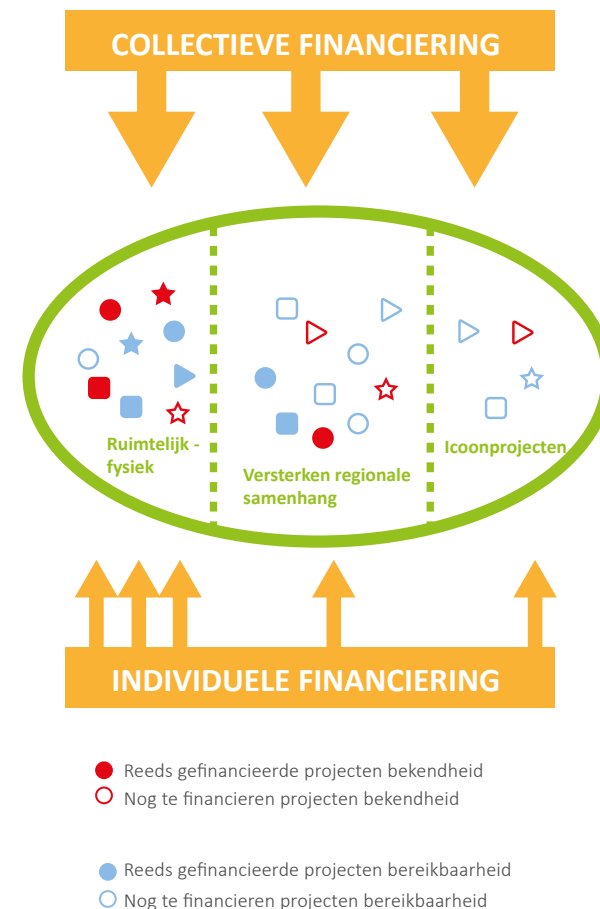 COLLECTIEVE FINANCIERING
Ruimtelijk -
fysiek
Versterken regionale
samenhang
Icoonprojecten
INDIVIDUELE FINANCIERING
Reeds gefinancieerde projecten bekendheid
Nog te financieren projecten bekendheid
Reeds gefinancieerde projecten bereikbaarheid
Nog te financieren projecten bereikbaarheid